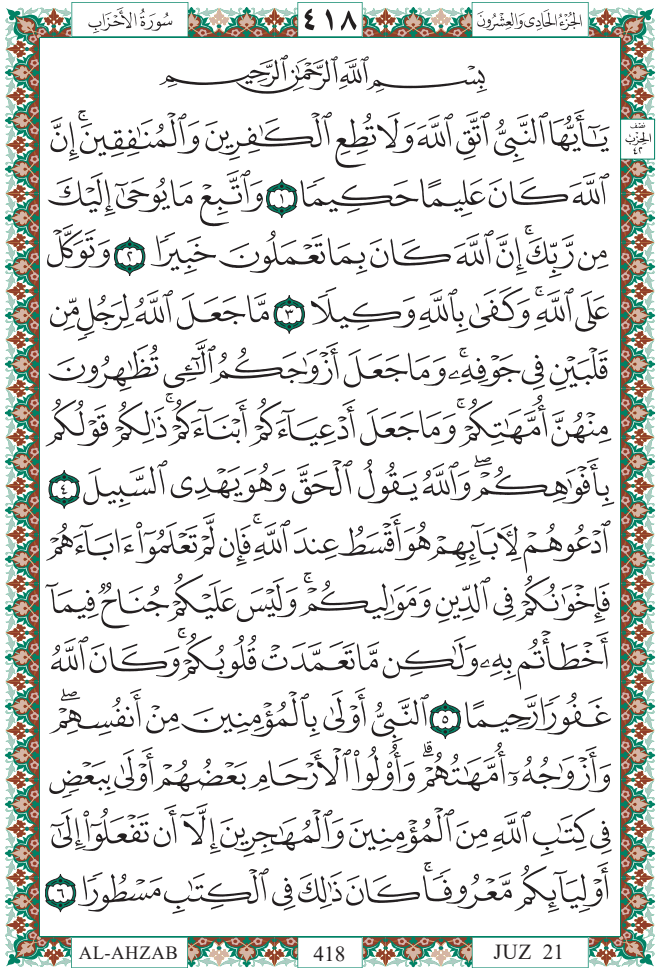 الجُزْءُ الحَادِى وَالعِشْرُونَ
٤١٨
سُورَةُ الأَحْزَابِ
بِسْمِ ٱللَّهِ ٱلرَّحْمَٰنِ ٱلرَّحِيمِ
يَٰٓأَيُّهَا ٱلنَّبِىُّ ٱتَّقِ ٱللَّهَ وَلَا تُطِعِ ٱلْكَٰفِرِينَ وَٱلْمُنَٰفِقِينَۚ إِنَّ
نصف الحزب ٤٢
ٱللَّهَ كَانَ عَلِيمًا حَكِيمًا ١ وَٱتَّبِعْ مَا يُوحَىٰٓ إِلَيْكَ
مِن رَّبِّكَۚ إِنَّ ٱللَّهَ كَانَ بِمَا تَعْمَلُونَ خَبِيرًا ٢ وَتَوَكَّلْ
عَلَى ٱللَّهِۚ وَكَفَىٰ بِٱللَّهِ وَكِيلًا ٣ مَّا جَعَلَ ٱللَّهُ لِرَجُلٍ مِّن
قَلْبَيْنِ فِى جَوْفِهِۦۚ وَمَا جَعَلَ أَزْوَٰجَكُمُ ٱلَّٰٓـِٔى تُظَٰهِرُونَ
مِنْهُنَّ أُمَّهَٰتِكُمْۚ وَمَا جَعَلَ أَدْعِيَآءَكُمْ أَبْنَآءَكُمْۚ ذَٰلِكُمْ قَوْلُكُم
بِأَفْوَٰهِكُمْۖ وَٱللَّهُ يَقُولُ ٱلْحَقَّ وَهُوَ يَهْدِى ٱلسَّبِيلَ ٤
ٱدْعُوهُمْ لِءَابَآئِهِمْ هُوَ أَقْسَطُ عِندَ ٱللَّهِۚ فَإِن لَّمْ تَعْلَمُوٓا۟ ءَابَآءَهُمْ
فَإِخْوَٰنُكُمْ فِى ٱلدِّينِ وَمَوَٰلِيكُمْۚ وَلَيْسَ عَلَيْكُمْ جُنَاحٌ فِيمَآ
أَخْطَأْتُم بِهِۦ وَلَٰكِن مَّا تَعَمَّدَتْ قُلُوبُكُمْۚ وَكَانَ ٱللَّهُ
غَفُورًا رَّحِيمًا ٥ ٱلنَّبِىُّ أَوْلَىٰ بِٱلْمُؤْمِنِينَ مِنْ أَنفُسِهِمْۖ
وَأَزْوَٰجُهُۥٓ أُمَّهَٰتُهُمْۗ وَأُو۟لُوا۟ ٱلْأَرْحَامِ بَعْضُهُمْ أَوْلَىٰ بِبَعْضٍ
فِى كِتَٰبِ ٱللَّهِ مِنَ ٱلْمُؤْمِنِينَ وَٱلْمُهَٰجِرِينَ إِلَّآ أَن تَفْعَلُوٓا۟ إِلَىٰٓ
أَوْلِيَآئِكُم مَّعْرُوفًاۚ كَانَ ذَٰلِكَ فِى ٱلْكِتَٰبِ مَسْطُورًا ٦
AL-AHZAB 418 JUZ 21